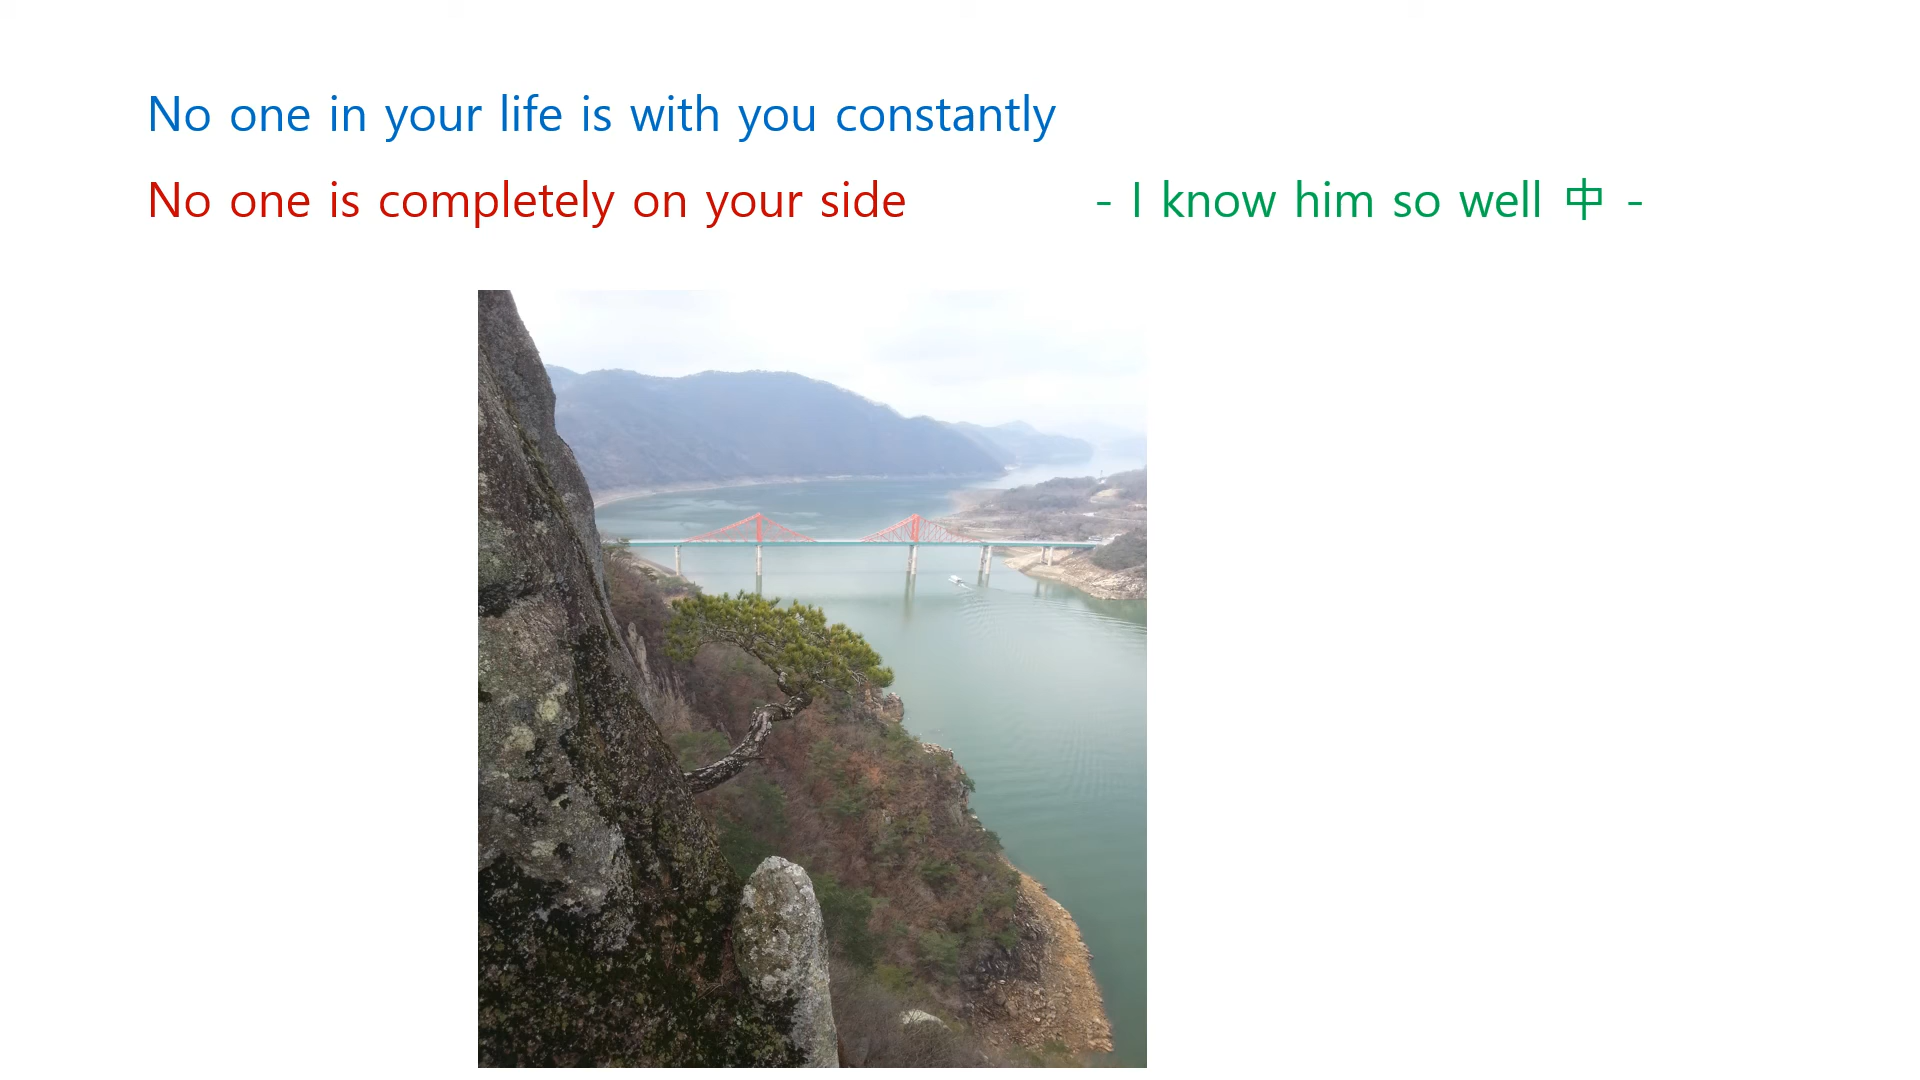 No one in your life is with you constantly
No one is completely on your side - I know him so well 中 -